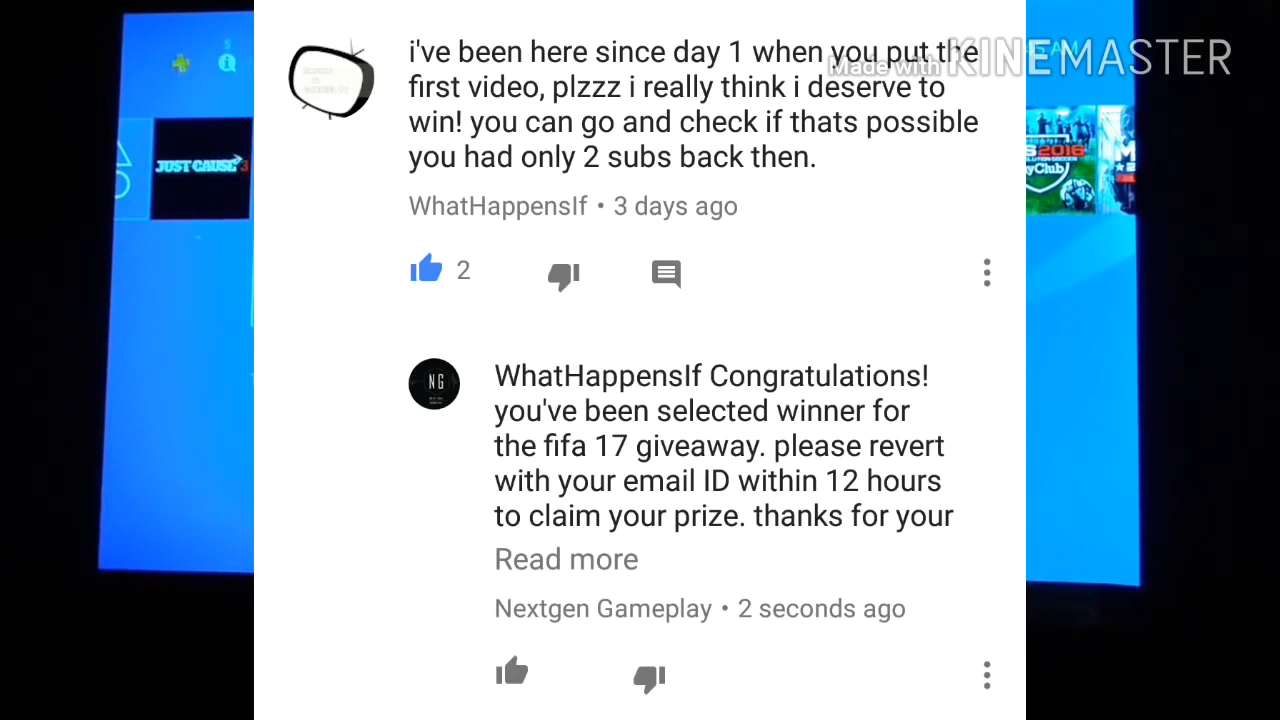 i've been here since day 1 when you put the
first video, plzzz i really think i deserve to
win! you can go and check if thats possible
you had only 2 subs back then.
WhatHappensIf • 3 days ago
2
WhatHappensIf Congratulations!
you've been selected winner for
the fifa 17 giveaway. please revert
with your email ID within 12 hours
to claim your prize. thanks for your
Read more
Nextgen Gameplay • 2 seconds ago
NG
Made with KINEMASTER
5
JUST CAUSE 3
2016
yClub